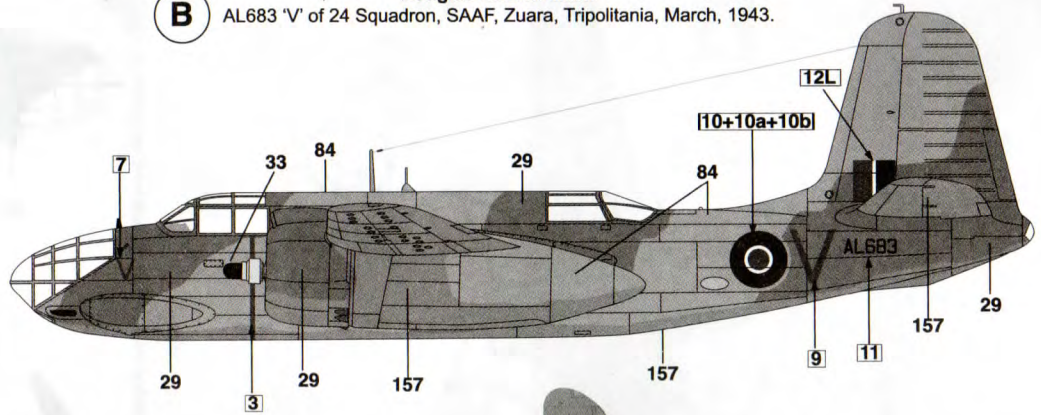 B
AL683 'V' of 24 Squadron, SAAF, Zuara, Tripolitania, March, 1943.
12L
10+10a+10b
7
33
84
29
84
V
V
AL683
29
3
29
157
157
9
11
157
29